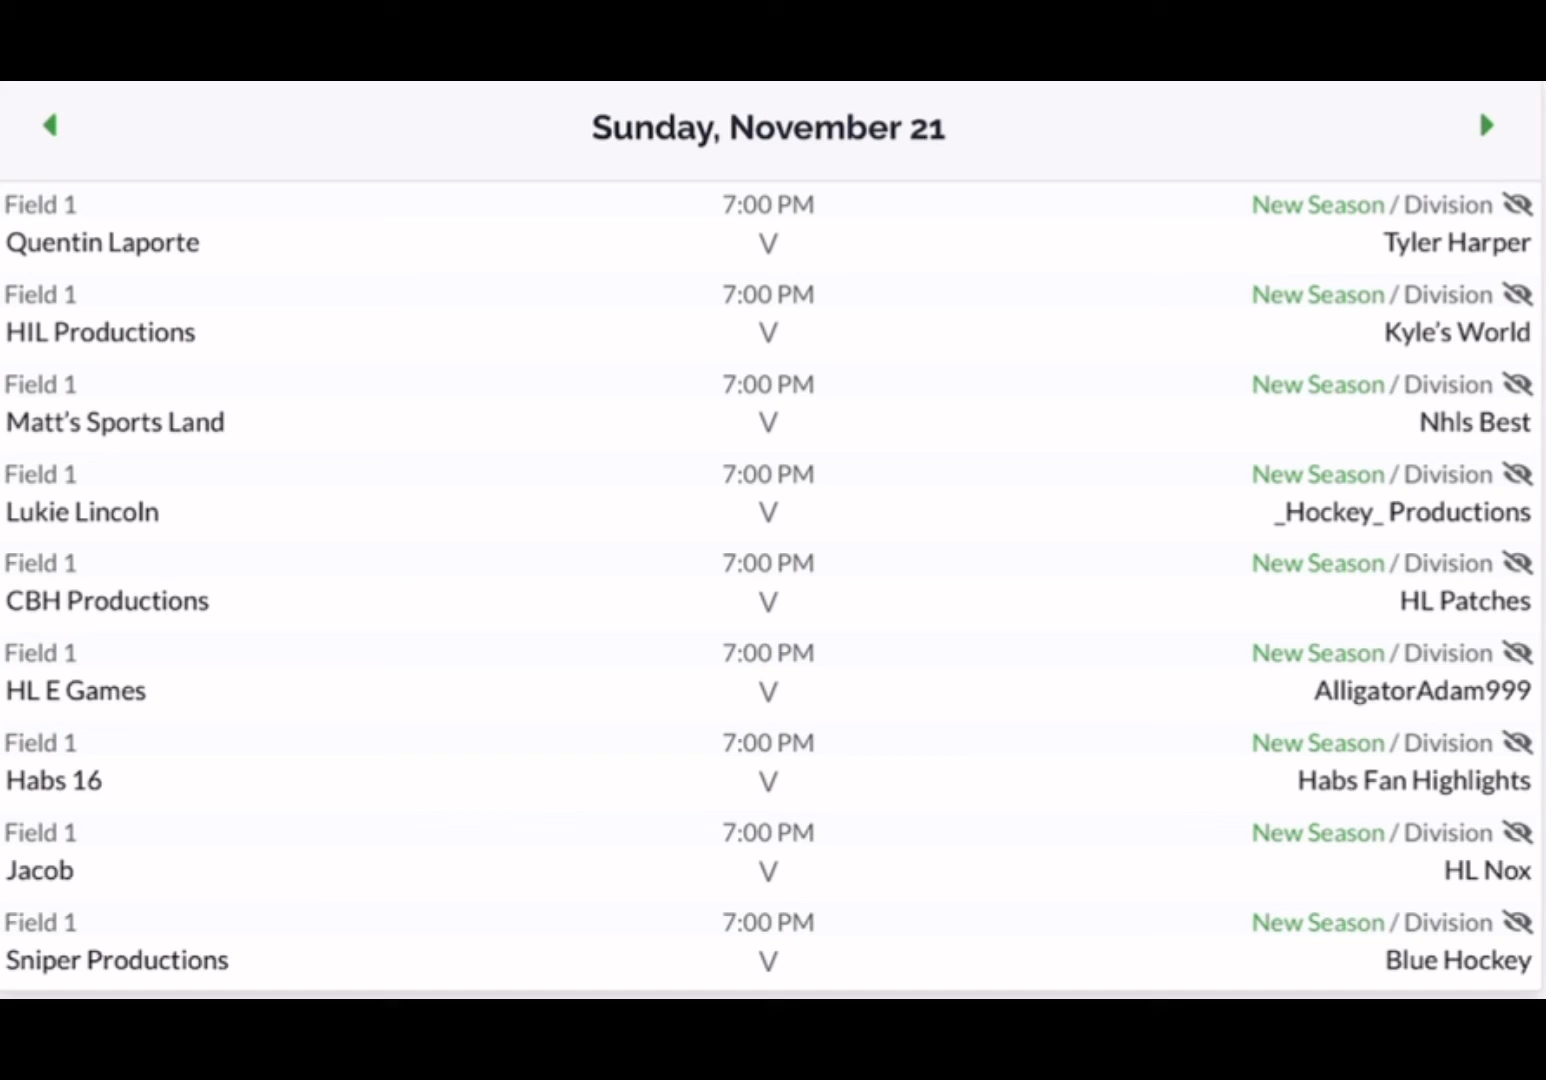 Sunday, November 21
Field 1 7:00 PM New Season / Division
Quentin Laporte V Tyler Harper
Field 1 7:00 PM New Season / Division
HIL Productions V Kyle’s World
Field 1 7:00 PM New Season / Division
Matt’s Sports Land V Nhls Best
Field 1 7:00 PM New Season / Division
Lukie Lincoln V _Hockey_ Productions
Field 1 7:00 PM New Season / Division
CBH Productions V HL Patches
Field 1 7:00 PM New Season / Division
HL E Games V AlligatorAdam999
Field 1 7:00 PM New Season / Division
Habs 16 V Habs Fan Highlights
Field 1 7:00 PM New Season / Division
Jacob V HL Nox
Field 1 7:00 PM New Season / Division
Sniper Productions V Blue Hockey